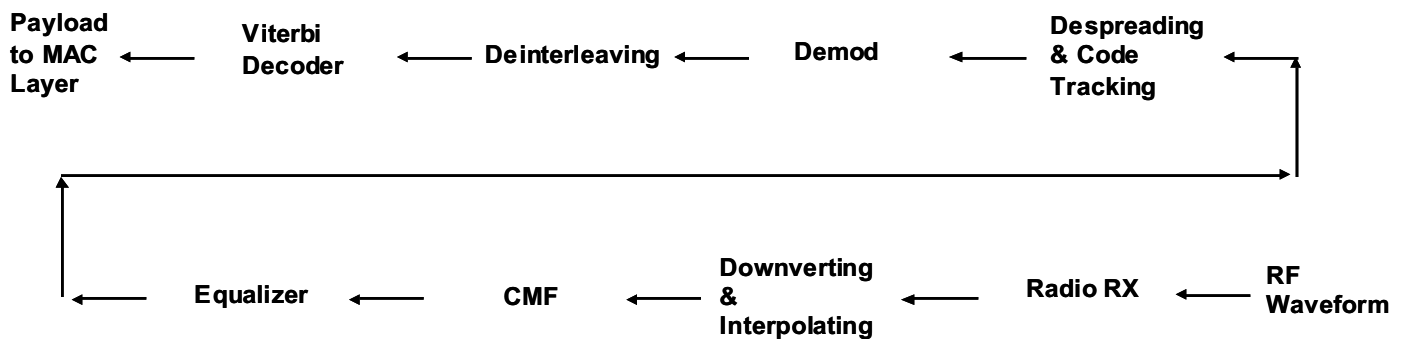 Payload
to MAC
Layer
Viterbi
Decoder
Deinterleaving
Demod
Despreading
& Code
Tracking
Equalizer
CMF
Downverting
&
Interpolating
Radio RX
RF
Waveform